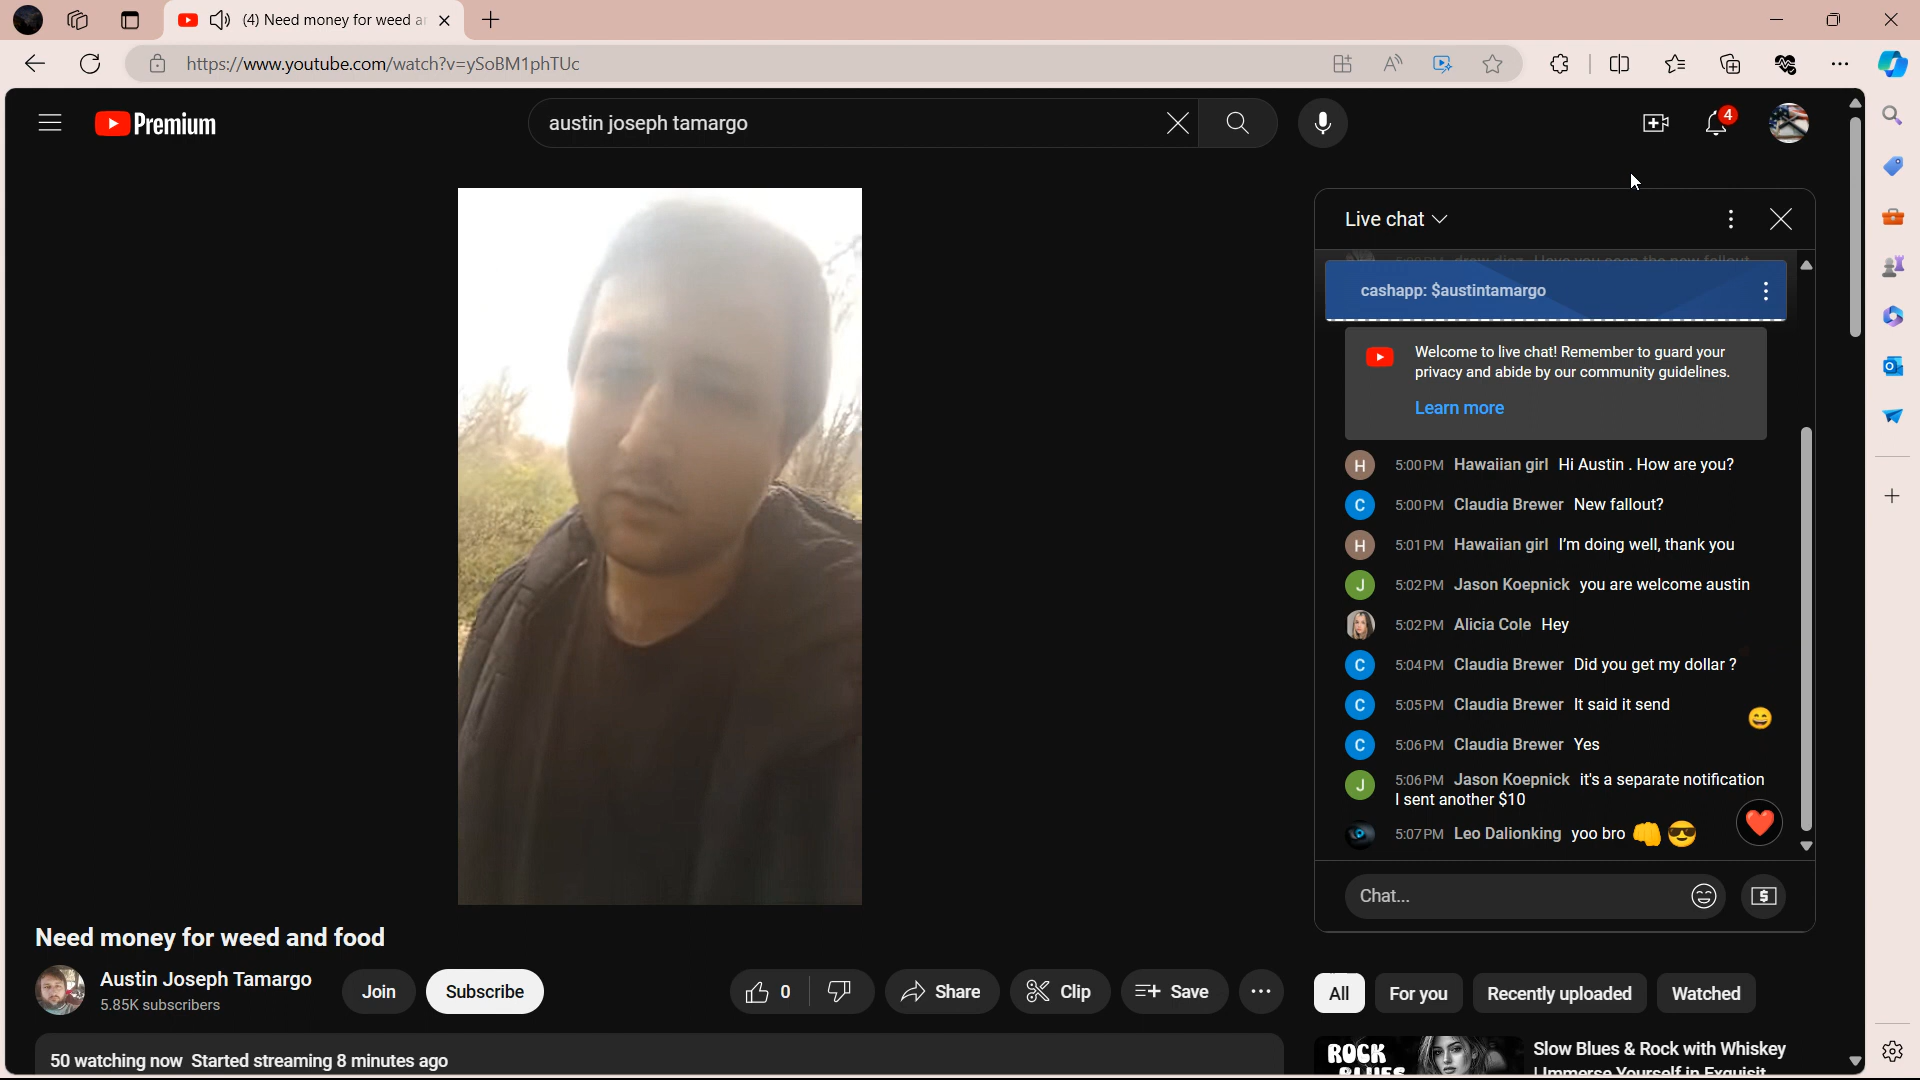 (4) Need money for weed a
https://www.youtube.com/watch?v=ySoBM1phTUc
Premium
austin joseph tamargo
4
Live chat
cashapp: $austintamargo
Welcome to live chat! Remember to guard your
privacy and abide by our community guidelines.
Learn more
H 5:00 PM Hawaiian girl Hi Austin . How are you?
C 5:00 PM Claudia Brewer New fallout?
H 5:01 PM Hawaiian girl I'm doing well, thank you
J 5:02 PM Jason Koepnick you are welcome austin
5:02 PM Alicia Cole Hey
C 5:04 PM Claudia Brewer Did you get my dollar ?
C 5:05 PM Claudia Brewer It said it send
C 5:06 PM Claudia Brewer Yes
J 5:06 PM Jason Koepnick it's a separate notification
I sent another $10
5:07 PM Leo Dalionking yoo bro 👊😎
Chat...
Need money for weed and food
Austin Joseph Tamargo
5.85K subscribers
Join
Subscribe
0
Share
Clip
Save
All
For you
Recently uploaded
Watched
50 watching now Started streaming 8 minutes ago
ROCK
BLUES
Slow Blues & Rock with Whiskey
| Immerse Yourself in Exquisit